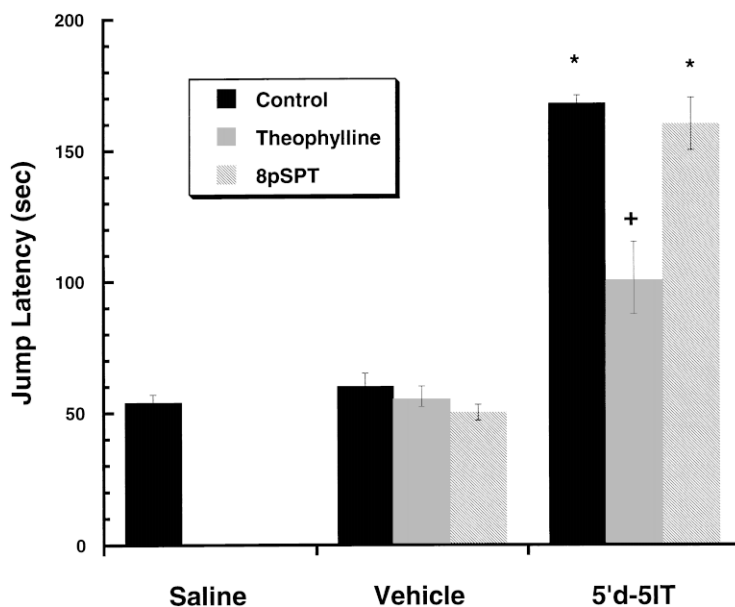 200
150
100
50
0
Jump Latency (sec)
Control
Theophylline
8pSPT
*
*
+
Saline
Vehicle
5'd-5IT